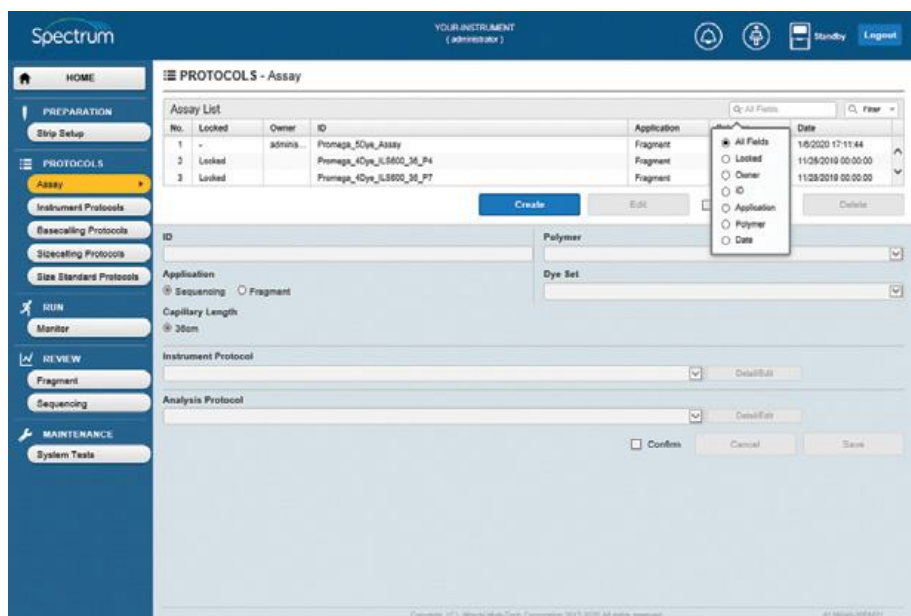 Spectrum
YOUR-INSTRUMENT
( administrator )
Standby
Logout
HOME
PREPARATION
Strip Setup
PROTOCOLS
Assay
Instrument Protocols
Basecalling Protocols
Sizecalling Protocols
Size Standard Protocols
RUN
Monitor
REVIEW
Fragment
Sequencing
MAINTENANCE
System Tests
PROTOCOLS - Assay
Assay List
All Fields
Filter
No. Locked Owner ID Application Date
1 - adminis... Promega_5Dye_Assay Fragment 1/6/2020 17:11:44
Locked Promega_4Dye_ILS600_36_P4 Fragment 11/28/2019 00:00:00
3 Locked Promega_4Dye_ILS600_36_P7 Fragment 11/28/2019 00:00:00
All Fields
Locked
Owner
ID
Application
Polymer
Date
Create Edit Delete
ID Polymer
Application Dye Set
Sequencing Fragment
Capillary Length
36cm
Instrument Protocol
Detail/Edit
Analysis Protocol
Detail/Edit
Confirm Cancel Save